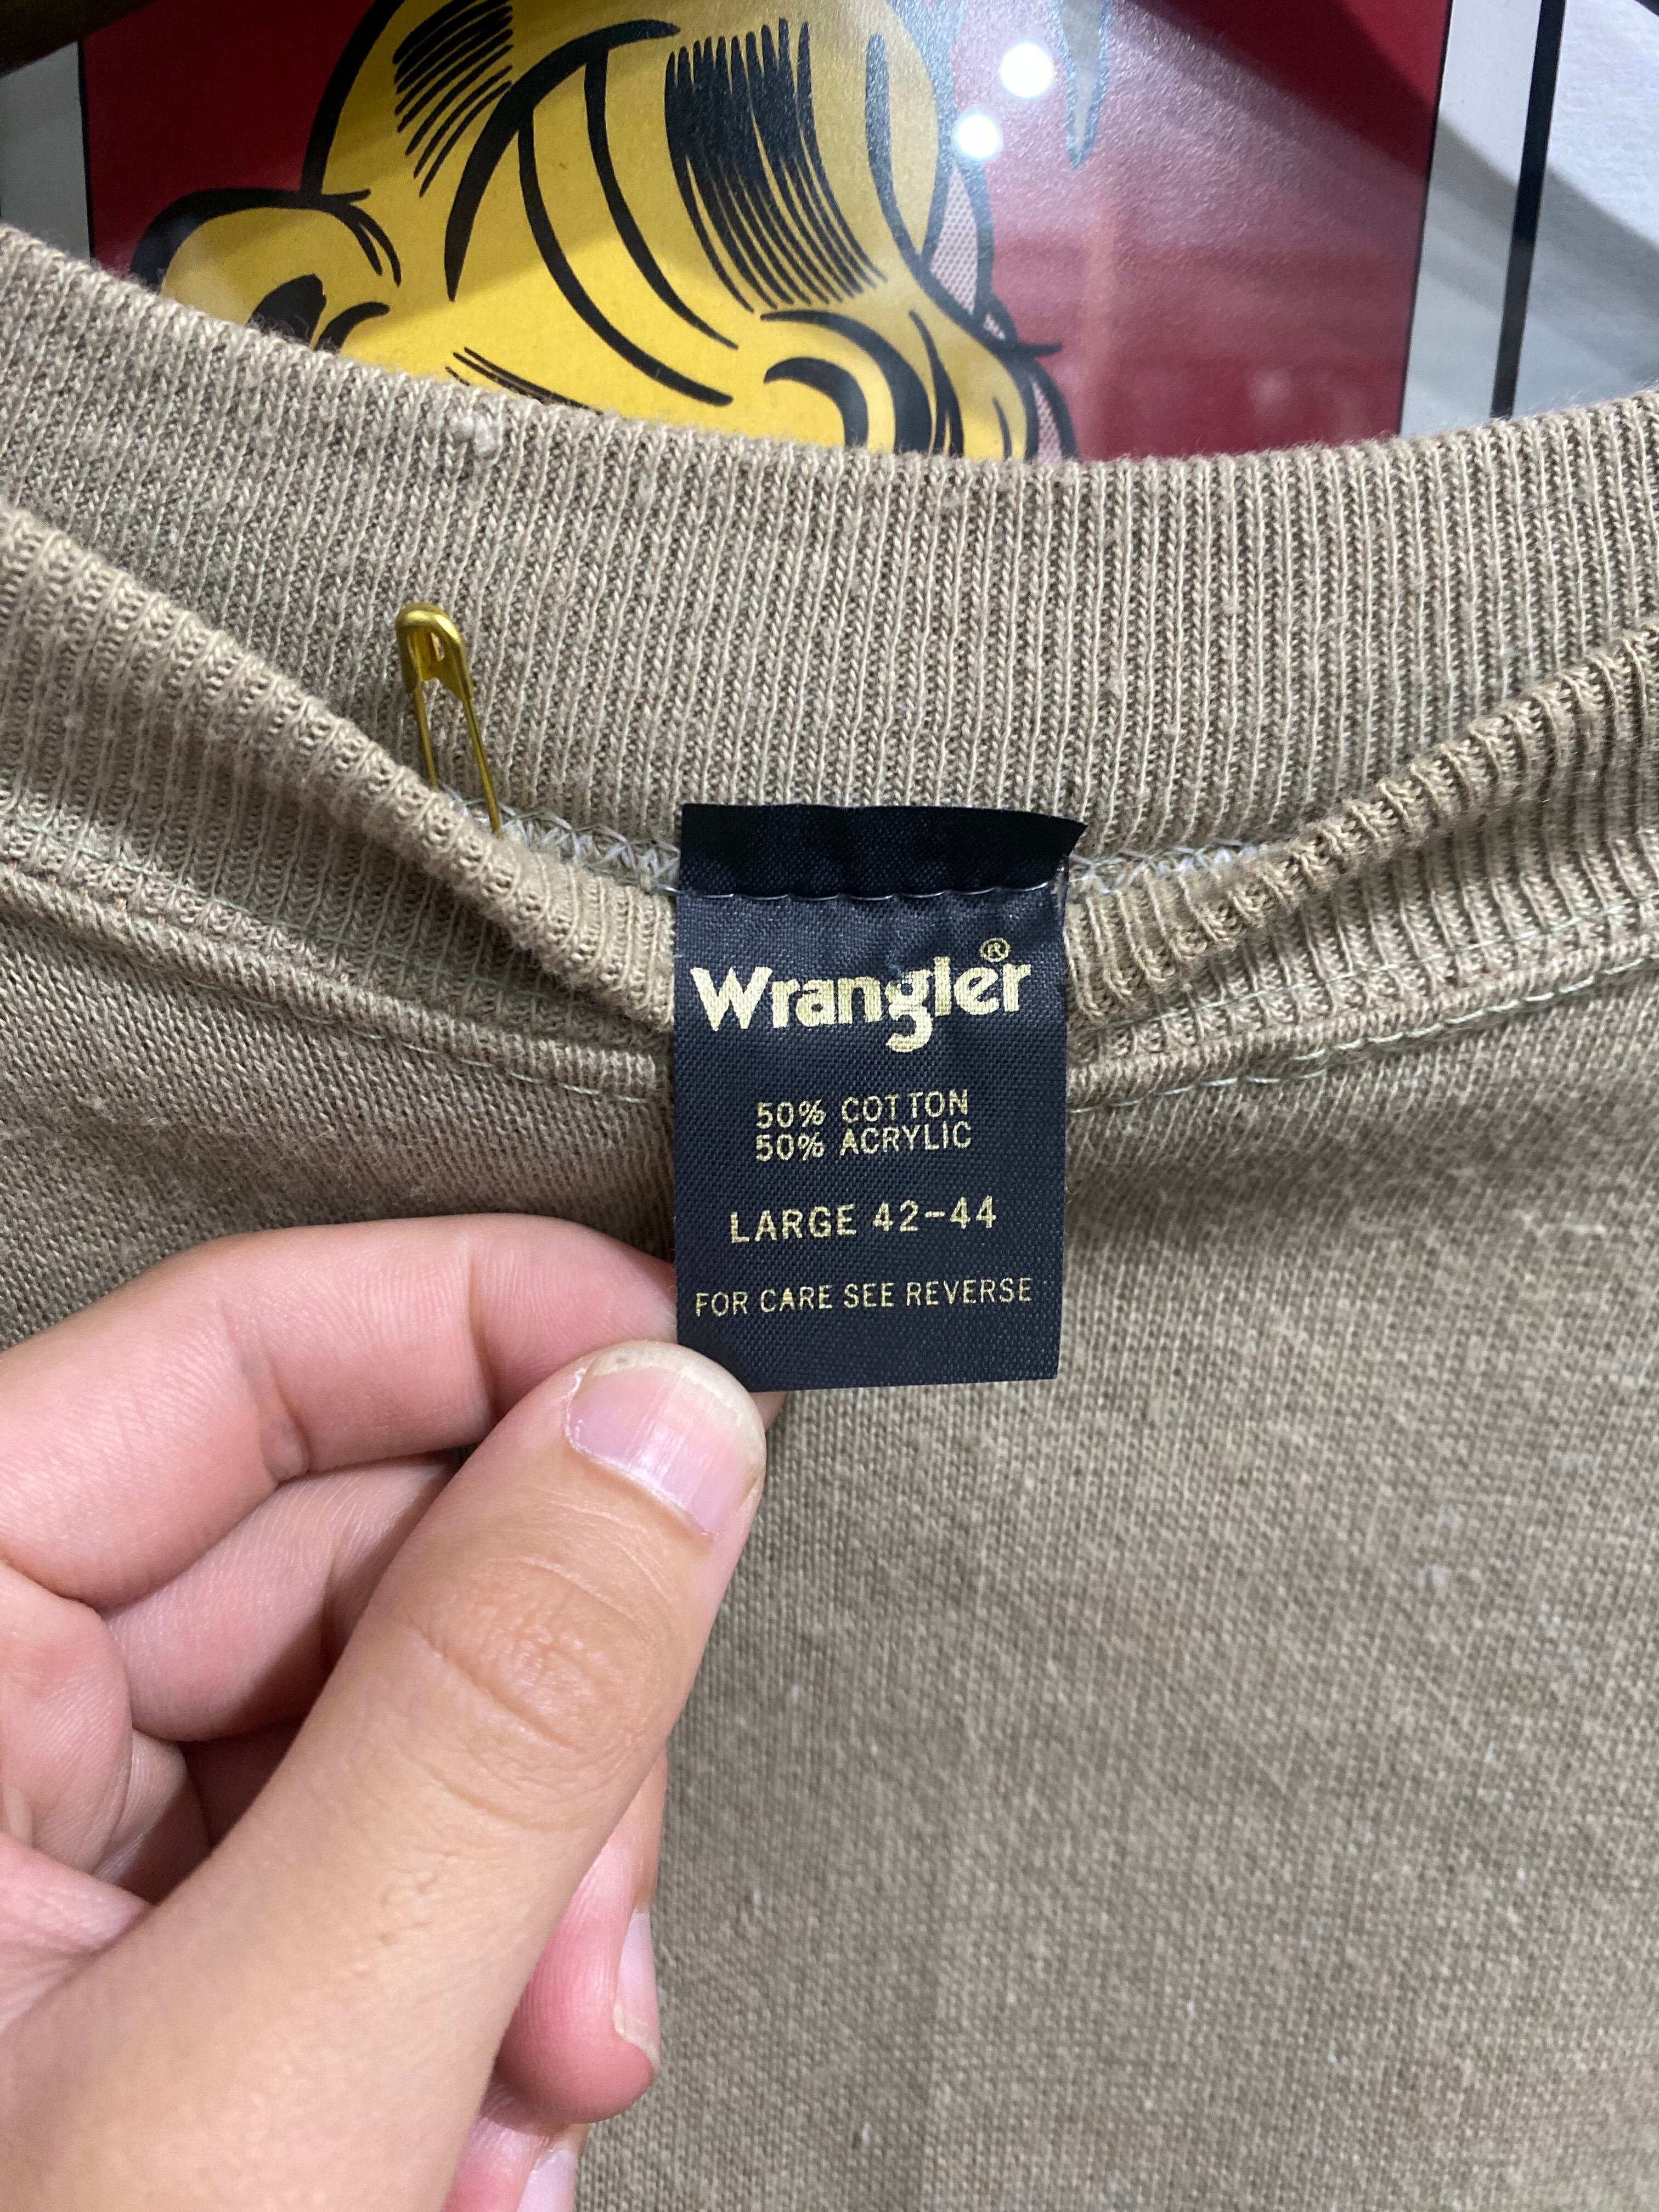 Wrangler®
50% COTTON
50% ACRYLIC
LARGE 42-44
FOR CARE SEE REVERSE